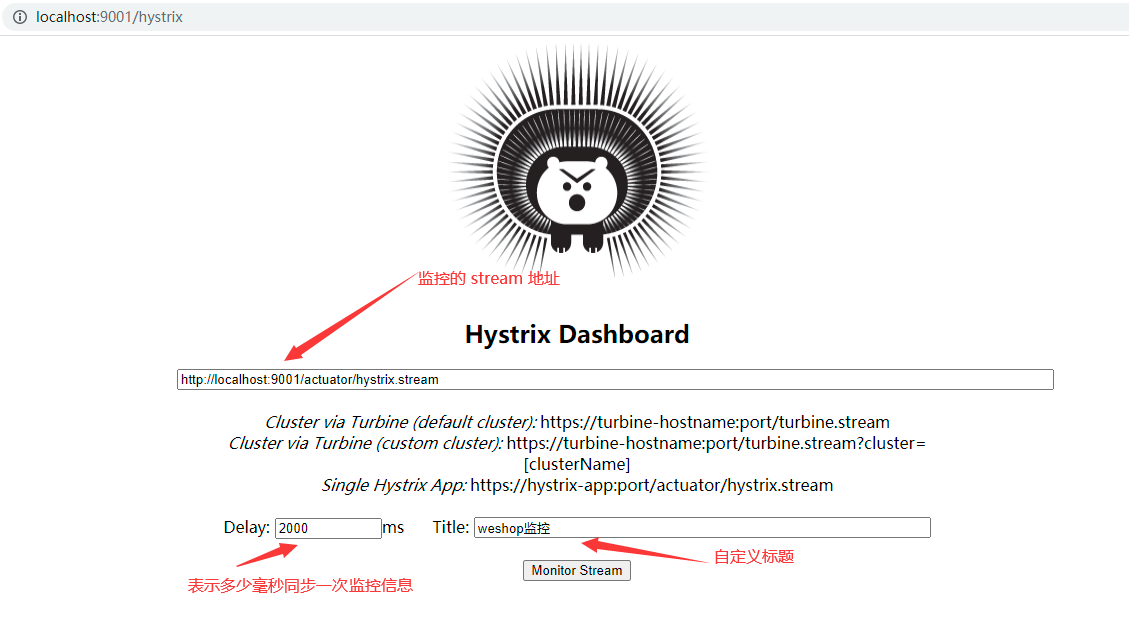 localhost:9001/hystrix
监控的 stream 地址
Hystrix Dashboard
http://localhost:9001/actuator/hystrix.stream
Cluster via Turbine (default cluster): https://turbine-hostname:port/turbine.stream
Cluster via Turbine (custom cluster): https://turbine-hostname:port/turbine.stream?cluster=
[clusterName]
Single Hystrix App: https://hystrix-app:port/actuator/hystrix.stream
Delay: 2000 ms Title: weshop监控
自定义标题
Monitor Stream
表示多少毫秒同步一次监控信息